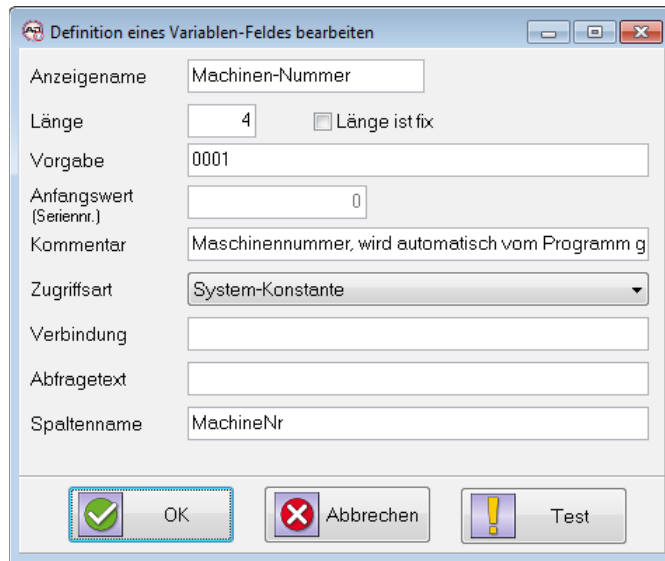 Definition eines Variablen-Feldes bearbeiten
Anzeigename Machinen-Nummer
Länge 4 Länge ist fix
Vorgabe 0001
Anfangswert 0
(Seriennr.)
Kommentar Maschinennummer, wird automatisch vom Programm g
Zugriffsart System-Konstante
Verbindung
Abfragetext
Spaltenname MachineNr
OK Abbrechen Test